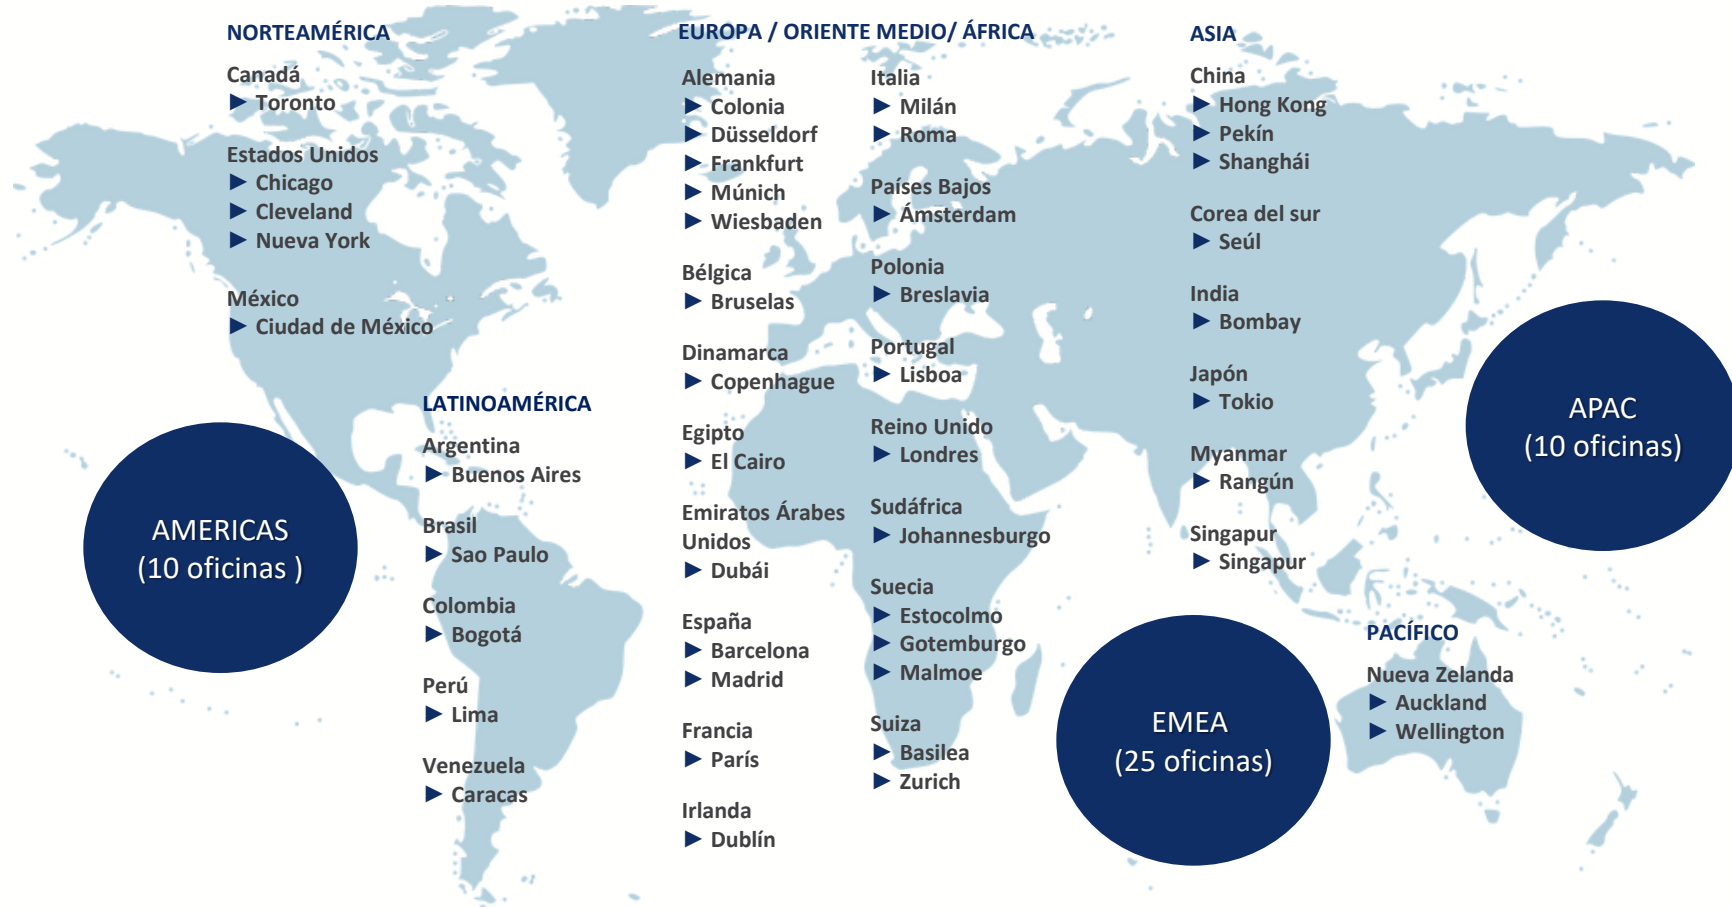 NORTEAMÉRICA
Canadá
► Toronto
Estados Unidos
► Chicago
► Cleveland
► Nueva York
México
► Ciudad de México
LATINOAMÉRICA
Argentina
► Buenos Aires
Brasil
► Sao Paulo
Colombia
► Bogotá
Perú
► Lima
Venezuela
► Caracas
AMERICAS
(10 oficinas )
EUROPA / ORIENTE MEDIO/ ÁFRICA
Alemania
► Colonia
► Düsseldorf
► Frankfurt
► Múnich
► Wiesbaden
Bélgica
► Bruselas
Dinamarca
► Copenhague
Egipto
► El Cairo
Emiratos Árabes
Unidos
► Dubái
España
► Barcelona
► Madrid
Francia
► París
Irlanda
► Dublín
Italia
► Milán
► Roma
Países Bajos
► Ámsterdam
Polonia
► Breslavia
Portugal
► Lisboa
Reino Unido
► Londres
Sudáfrica
► Johannesburgo
Suecia
► Estocolmo
► Gotemburgo
► Malmoe
Suiza
► Basilea
► Zurich
EMEA
(25 oficinas)
ASIA
China
► Hong Kong
► Pekín
► Shanghái
Corea del sur
► Seúl
India
► Bombay
Japón
► Tokio
Myanmar
► Rangún
Singapur
► Singapur
PACÍFICO
Nueva Zelanda
► Auckland
► Wellington
APAC
(10 oficinas)